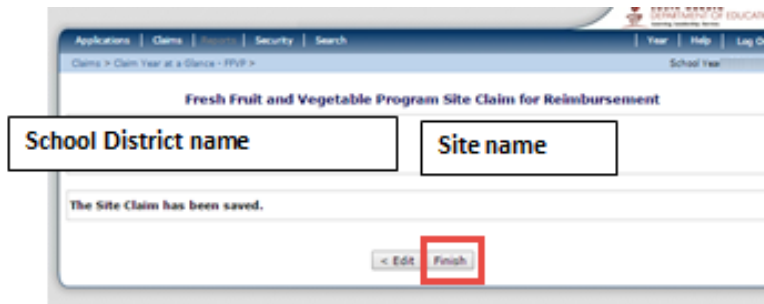 DEPARTMENT OF EDUCATI
Applications | Claims | Reports | Security | Search | Year | Help | Log O
Claims > Claim Year at a Glance - FFVP > School Year
Fresh Fruit and Vegetable Program Site Claim for Reimbursement
School District name Site name
The Site Claim has been saved.
< Edit Finish